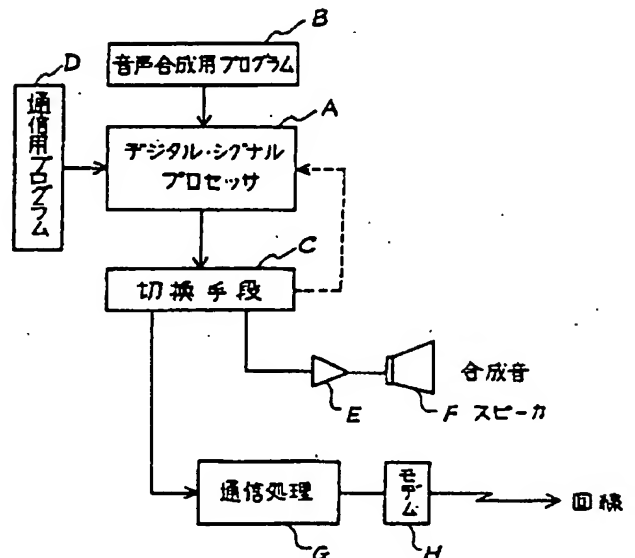 B
音声合成用プログラム
D
通信用プログラム
A
デジタル・シグナル
プロセッサ
C
切換手段
合成音
E
F スピーカ
通信処理
モデム
回線
G
H